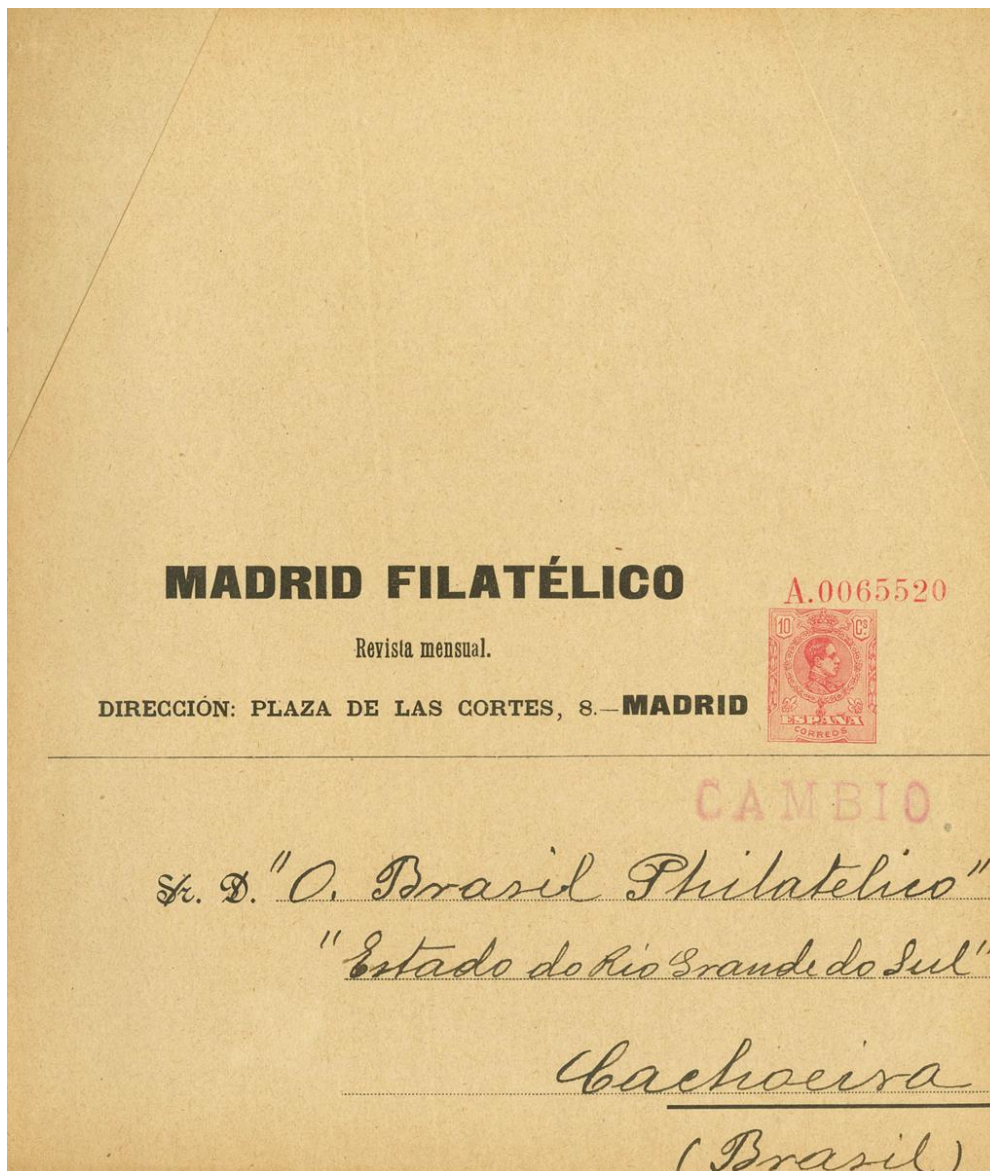 MADRID FILATÉLICO
A.0065520
Revista mensual.
10 Cs
DIRECCIÓN: PLAZA DE LAS CORTES, 8.—MADRID
ESPAÑA
CORREOS
CAMBIO
Sr. D. "O. Brasil Philatelico"
"Estado do Rio Grande do Sul"
Cachoeira
(Brasil)